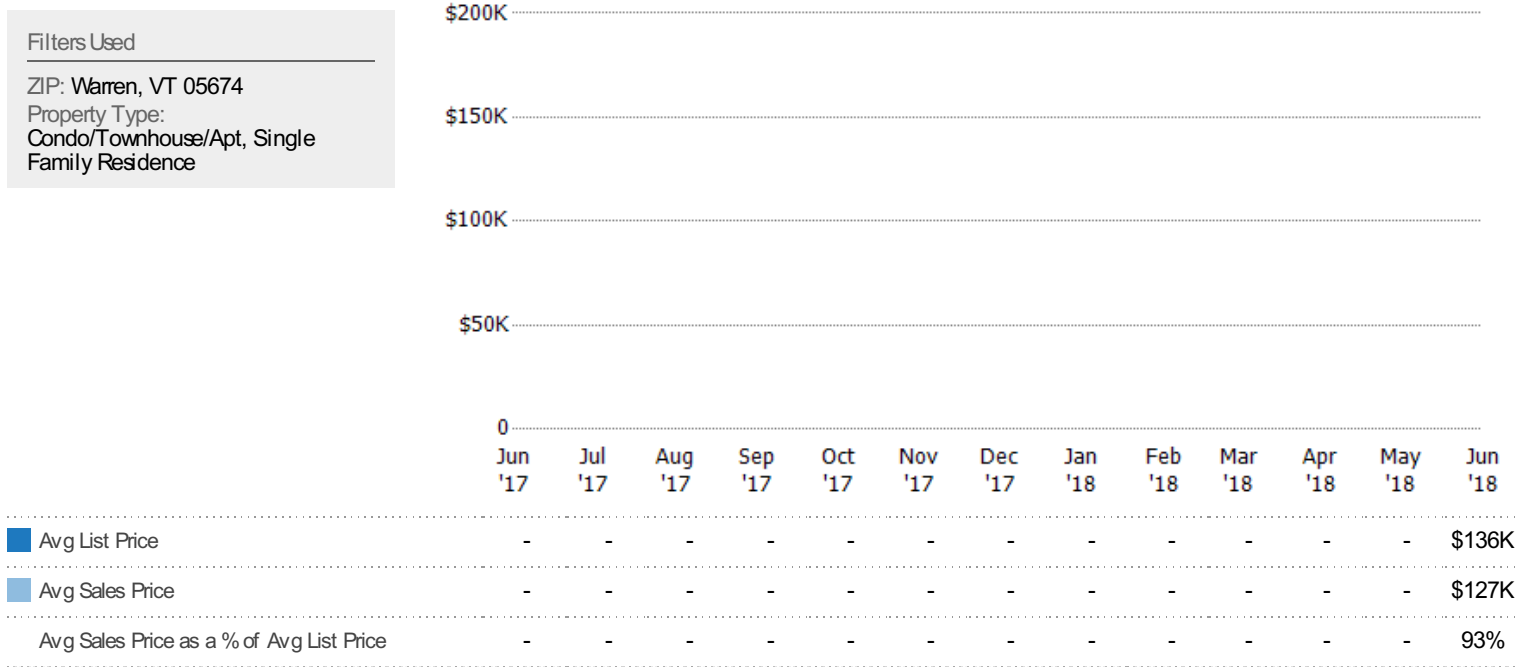 Filters Used
ZIP: Warren, VT 05674
Property Type:
Condo/Townhouse/Apt, Single
Family Residence
$200K
$150K
$100K
$50K
0
Jun Jul Aug Sep Oct Nov Dec Jan Feb Mar Apr May Jun
'17 '17 '17 '17 '17 '17 '17 '18 '18 '18 '18 '18 '18
Avg List Price - - - - - - - - - - - - $136K
Avg Sales Price - - - - - - - - - - - - $127K
Avg Sales Price as a % of Avg List Price - - - - - - - - - - - - 93%